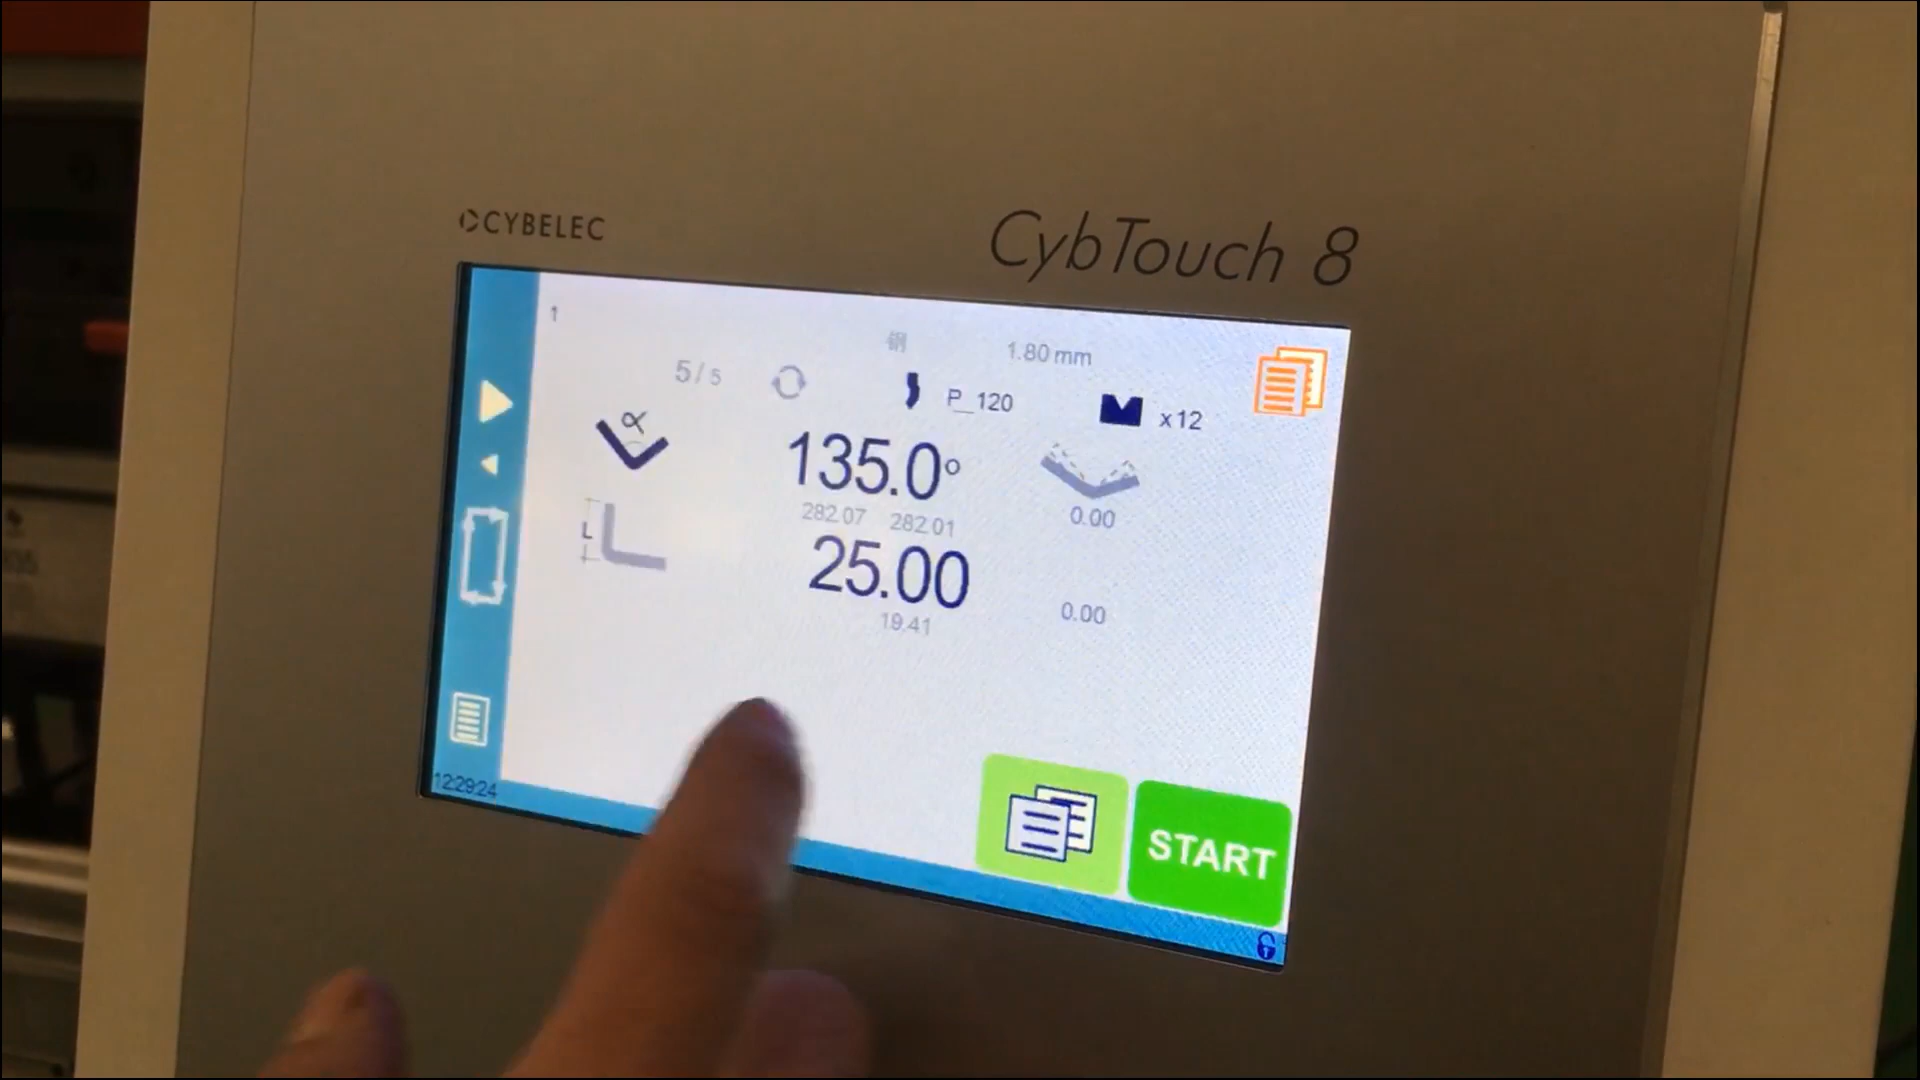 CYBELEC
CybTouch 8
1
钢
1.80 mm
5/5
P_120
x12
α
135.0°
282.07 282.01
0.00
L
25.00
0.00
19.41
START
12:29:24